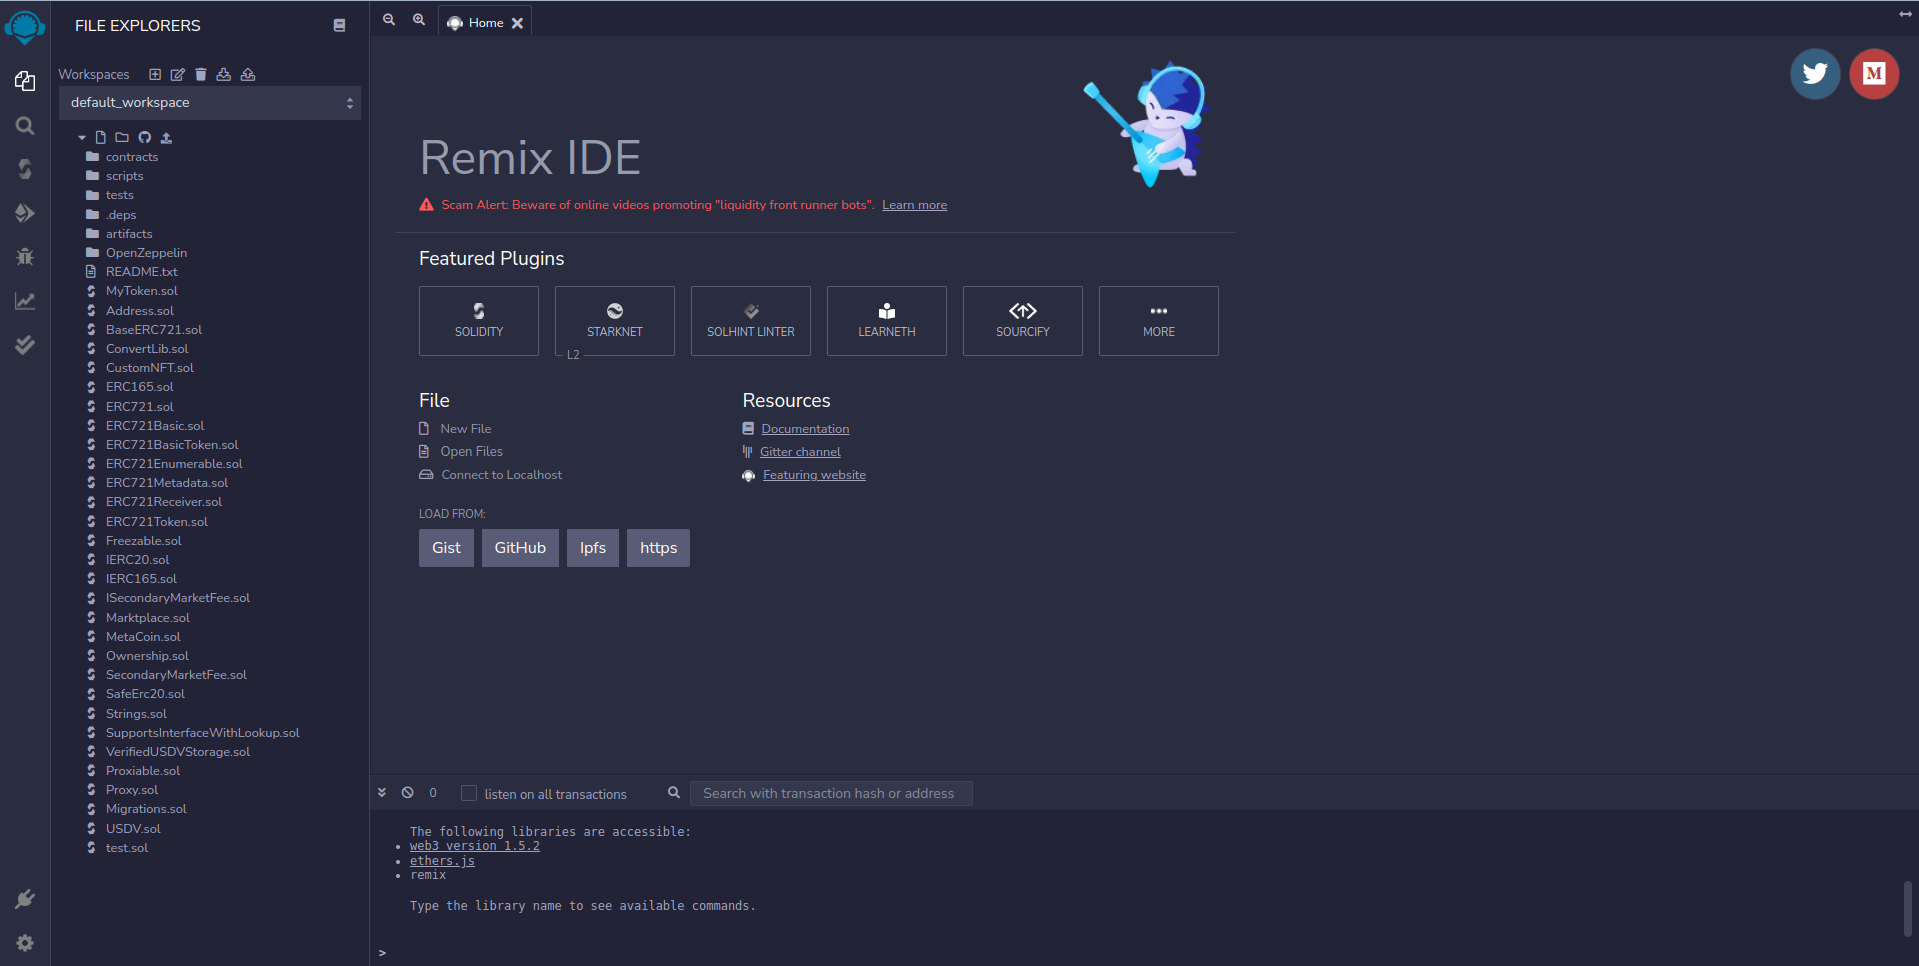 FILE EXPLORERS
Workspaces
default_workspace
contracts
scripts
tests
.deps
artifacts
OpenZeppelin
README.txt
MyToken.sol
Address.sol
BaseERC721.sol
ConvertLib.sol
CustomNFT.sol
ERC165.sol
ERC721.sol
ERC721Basic.sol
ERC721BasicToken.sol
ERC721Enumerable.sol
ERC721Metadata.sol
ERC721Receiver.sol
ERC721Token.sol
Freezable.sol
IERC20.sol
IERC165.sol
ISecondaryMarketFee.sol
Marktplace.sol
MetaCoin.sol
Ownership.sol
SecondaryMarketFee.sol
SafeErc20.sol
Strings.sol
SupportsInterfaceWithLookup.sol
VerifiedUSDVStorage.sol
Proxiable.sol
Proxy.sol
Migrations.sol
USDV.sol
test.sol
Home
Remix IDE
Scam Alert: Beware of online videos promoting "liquidity front runner bots". Learn more
Featured Plugins
SOLIDITY
STARKNET
L2
SOLHINT LINTER
LEARNETH
SOURCIFY
MORE
File
New File
Open Files
Connect to Localhost
LOAD FROM:
Gist GitHub Ipfs https
Resources
Documentation
Gitter channel
Featuring website
M
0 listen on all transactions Search with transaction hash or address
The following libraries are accessible:
• web3 version 1.5.2
• ethers.js
• remix
Type the library name to see available commands.
>